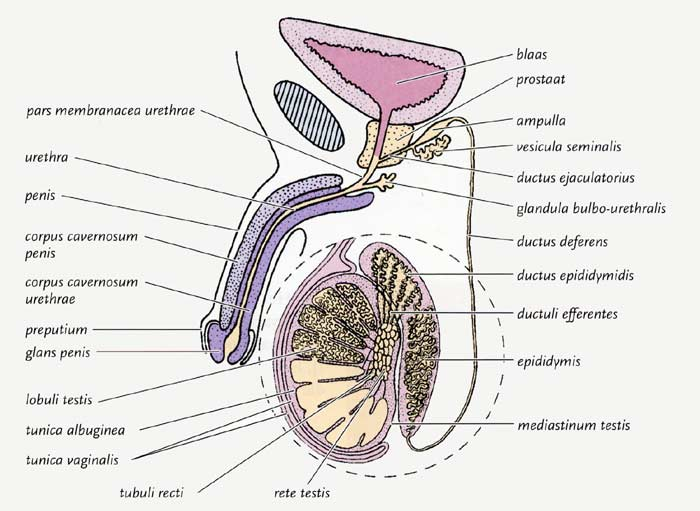 pars membranacea urethrae
urethra
penis
corpus cavernosum
penis
corpus cavernosum
urethrae
preputium
glans penis
lobuli testis
tunica albuginea
tunica vaginalis
tubuli recti
rete testis
blaas
prostaat
ampulla
vesicula seminalis
ductus ejaculatorius
glandula bulbo-urethralis
ductus deferens
ductus epididymidis
ductuli efferentes
epididymis
mediastinum testis